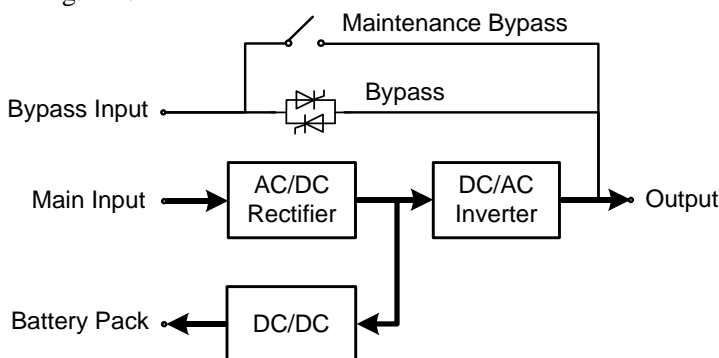 Maintenance Bypass
Bypass Input
Bypass
Main Input
AC/DC
Rectifier
DC/AC
Inverter
Output
Battery Pack
DC/DC